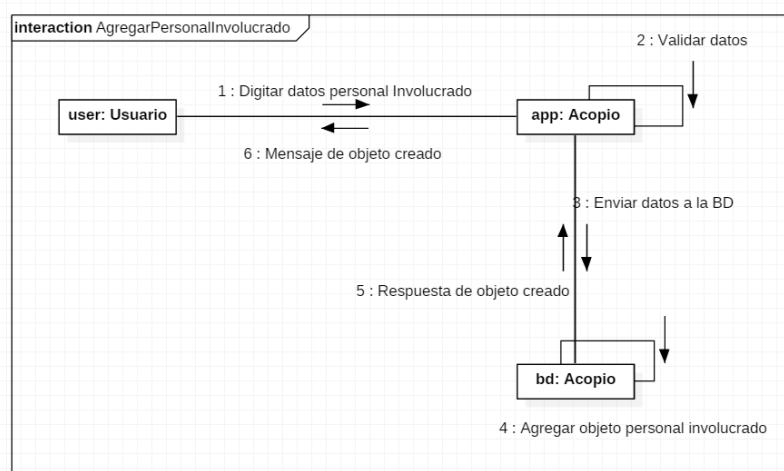 interaction AgregarPersonalInvolucrado
2 : Validar datos
1 : Digitar datos personal Involucrado
user: Usuario
app: Acopio
6 : Mensaje de objeto creado
3 : Enviar datos a la BD
5 : Respuesta de objeto creado
bd: Acopio
4 : Agregar objeto personal involucrado